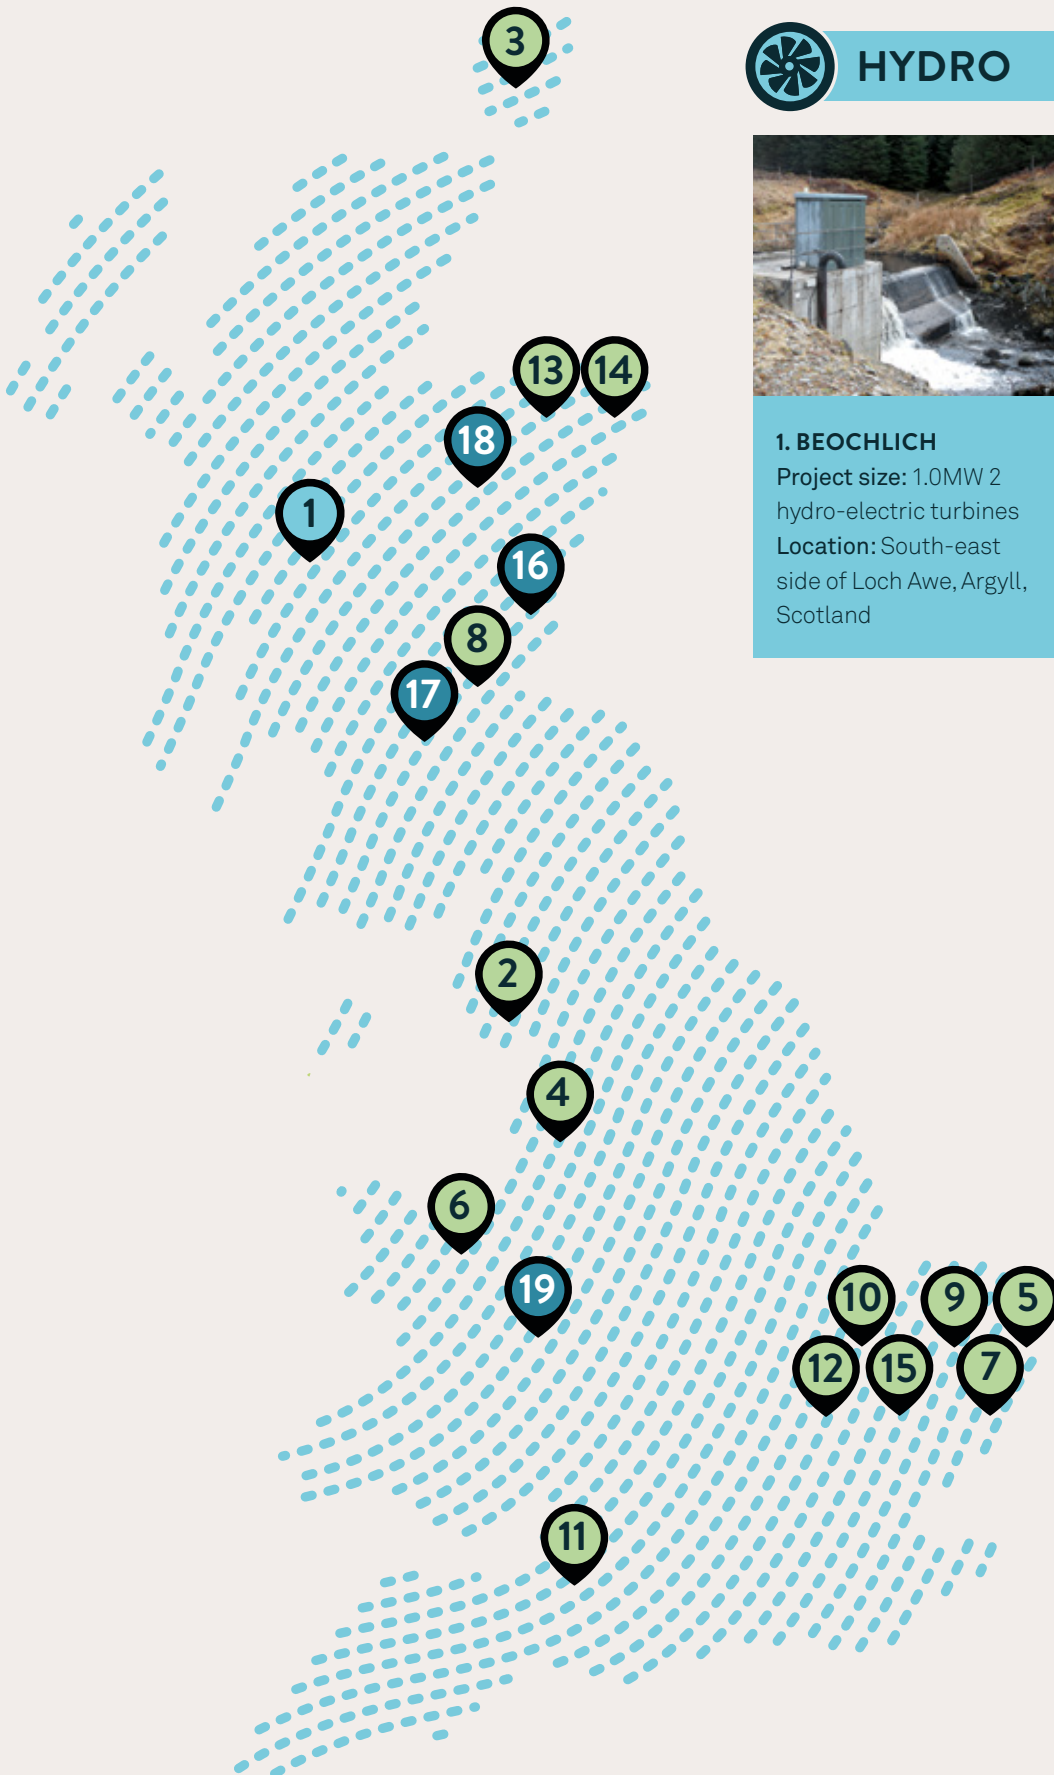 3
HYDRO
13
14
18
1
16
8
17
1. BEOCHLICH
Project size: 1.0MW 2
hydro-electric turbines
Location: South-east
side of Loch Awe, Argyll,
Scotland
2
4
6
19
10
9
5
12
15
7
11